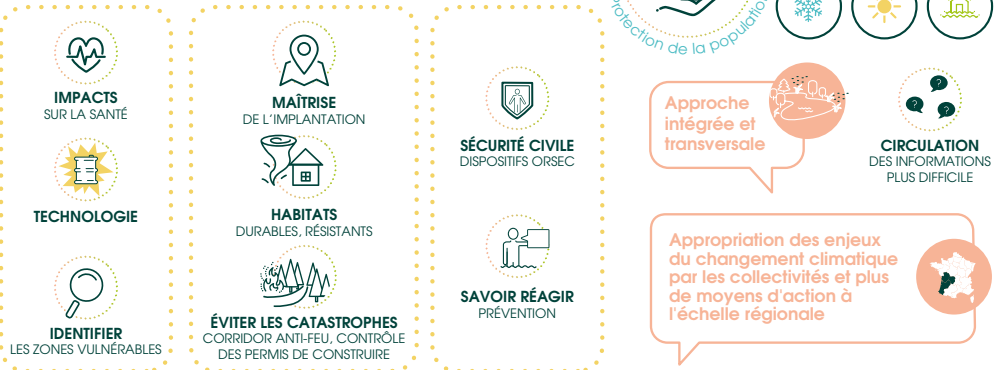 IMPACTS
SUR LA SANTÉ
TECHNOLOGIE
IDENTIFIER
LES ZONES VULNÉRABLES
MAÎTRISE
DE L'IMPLANTATION
HABITATS
DURABLES, RÉSISTANTS
ÉVITER LES CATASTROPHES
CORRIDOR ANTI-FEU, CONTRÔLE
DES PERMIS DE CONSTRUIRE
SÉCURITÉ CIVILE
DISPOSITIFS ORSEC
SAVOIR RÉAGIR
PRÉVENTION
Protection de la population
Approche
intégrée et
transversale
? ? ?
CIRCULATION
DES INFORMATIONS
PLUS DIFFICILE
Appropriation des enjeux
du changement climatique
par les collectivités et plus
de moyens d'action à
l'échelle régionale